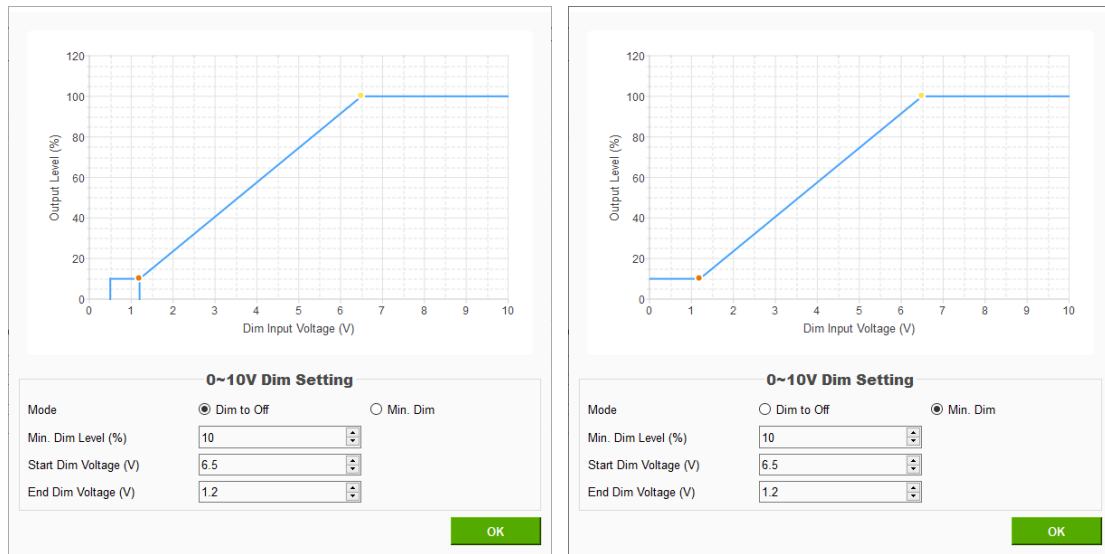 120
100
80
60
40
20
0
Output Level (%)
0 1 2 3 4 5 6 7 8 9 10
Dim Input Voltage (V)
0~10V Dim Setting
Mode Dim to Off Min. Dim
Min. Dim Level (%) 10
Start Dim Voltage (V) 6.5
End Dim Voltage (V) 1.2
OK
120
100
80
60
40
20
0
Output Level (%)
0 1 2 3 4 5 6 7 8 9 10
Dim Input Voltage (V)
0~10V Dim Setting
Mode Dim to Off Min. Dim
Min. Dim Level (%) 10
Start Dim Voltage (V) 6.5
End Dim Voltage (V) 1.2
OK